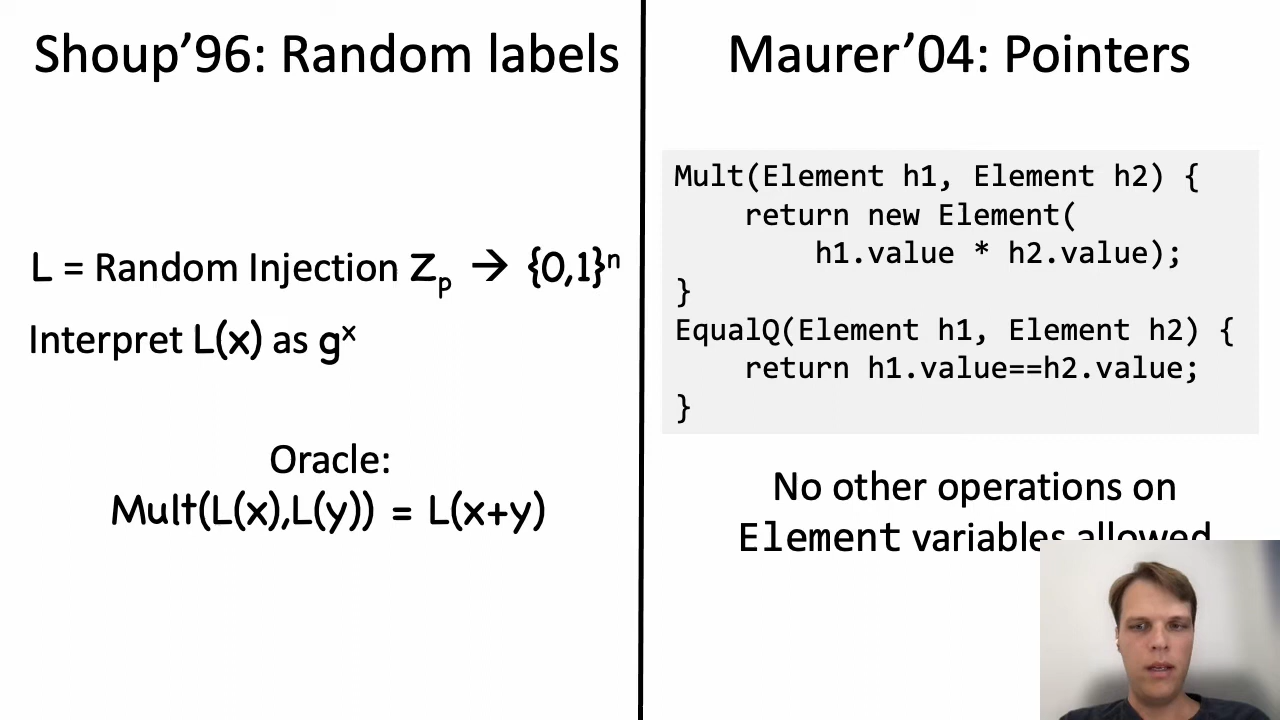 Shoup’96: Random labels
L = Random Injection Zp → {0,1}ⁿ
Interpret L(x) as gˣ
Oracle:
Mult(L(x),L(y)) = L(x+y)
Maurer’04: Pointers
Mult(Element h1, Element h2) {
return new Element(
h1.value * h2.value);
}
EqualQ(Element h1, Element h2) {
return h1.value==h2.value;
}
No other operations on
Element variables allowed